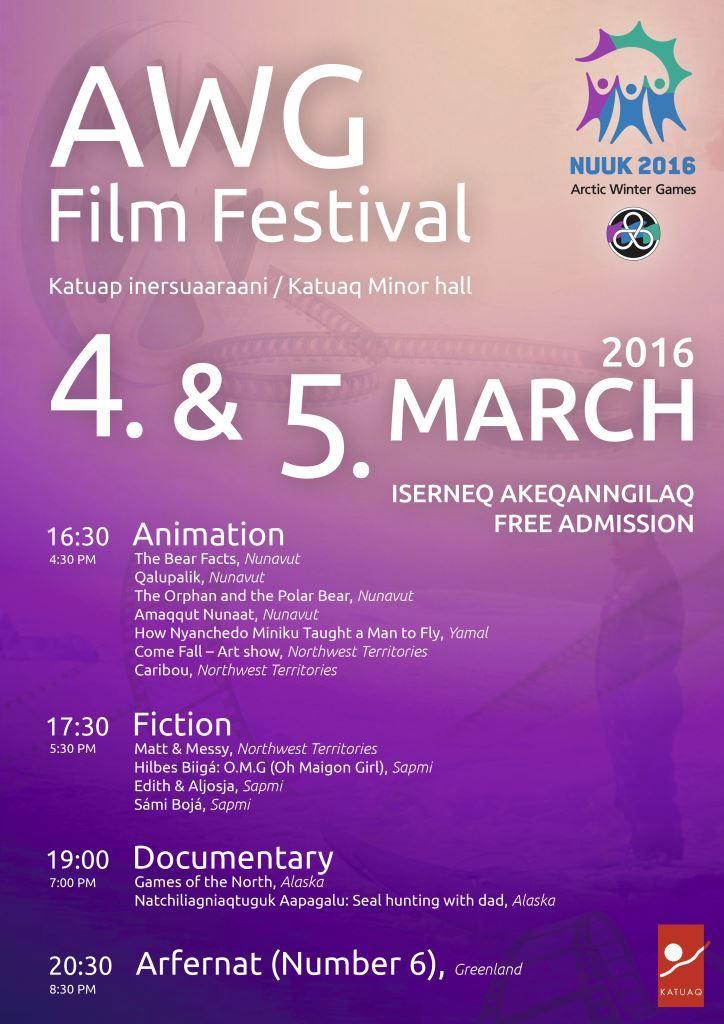 AWG
Film Festival
NUUK 2016
Arctic Winter Games
Katuap inersuaaraani / Katuaq Minor hall
4. & 5. MARCH 2016
ISERNEQ AKEQANNGILAQ
FREE ADMISSION
16:30 Animation
4:30 PM
The Bear Facts, Nunavut
Qalupalik, Nunavut
The Orphan and the Polar Bear, Nunavut
Amaqqut Nunaat, Nunavut
How Nyanchedo Miniku Taught a Man to Fly, Yamal
Come Fall – Art show, Northwest Territories
Caribou, Northwest Territories
17:30 Fiction
5:30 PM
Matt & Messy, Northwest Territories
Hilbes Biigá: O.M.G (Oh Maigon Girl), Sapmi
Edith & Aljosja, Sapmi
Sámi Bojá, Sapmi
19:00 Documentary
7:00 PM
Games of the North, Alaska
Natchiliagniaqtuguk Aapagalu: Seal hunting with dad, Alaska
20:30 Arfernat (Number 6), Greenland
8:30 PM
KATUAQ